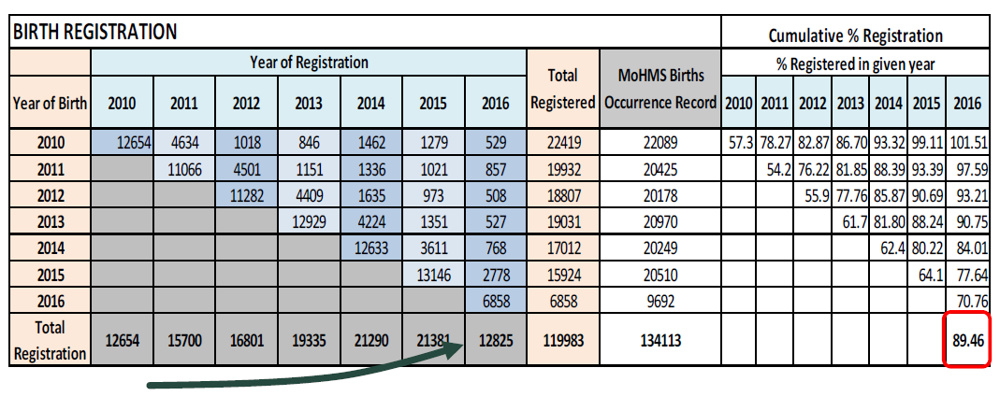 BIRTH REGISTRATION Cumulative % Registration
Year of Registration Total Registered MoHMS Births Occurrence Record % Registered in given year
Year of Birth 2010 2011 2012 2013 2014 2015 2016 2010 2011 2012 2013 2014 2015 2016
2010 12654 4634 1018 846 1462 1279 529 22419 22089 57.3 78.27 82.87 86.70 93.32 99.11 101.51
2011 11066 4501 1151 1336 1021 857 19932 20425 54.2 76.22 81.85 88.39 93.39 97.59
2012 11282 4409 1635 973 508 18807 20178 55.9 77.76 85.87 90.69 93.21
2013 12929 4224 1351 527 19031 20970 61.7 81.80 88.24 90.75
2014 12633 3611 768 17012 20249 62.4 80.22 84.01
2015 13146 2778 15924 20510 64.1 77.64
2016 6858 6858 9692 70.76
Total Registration 12654 15700 16801 19335 21290 21381 12825 119983 134113 89.46